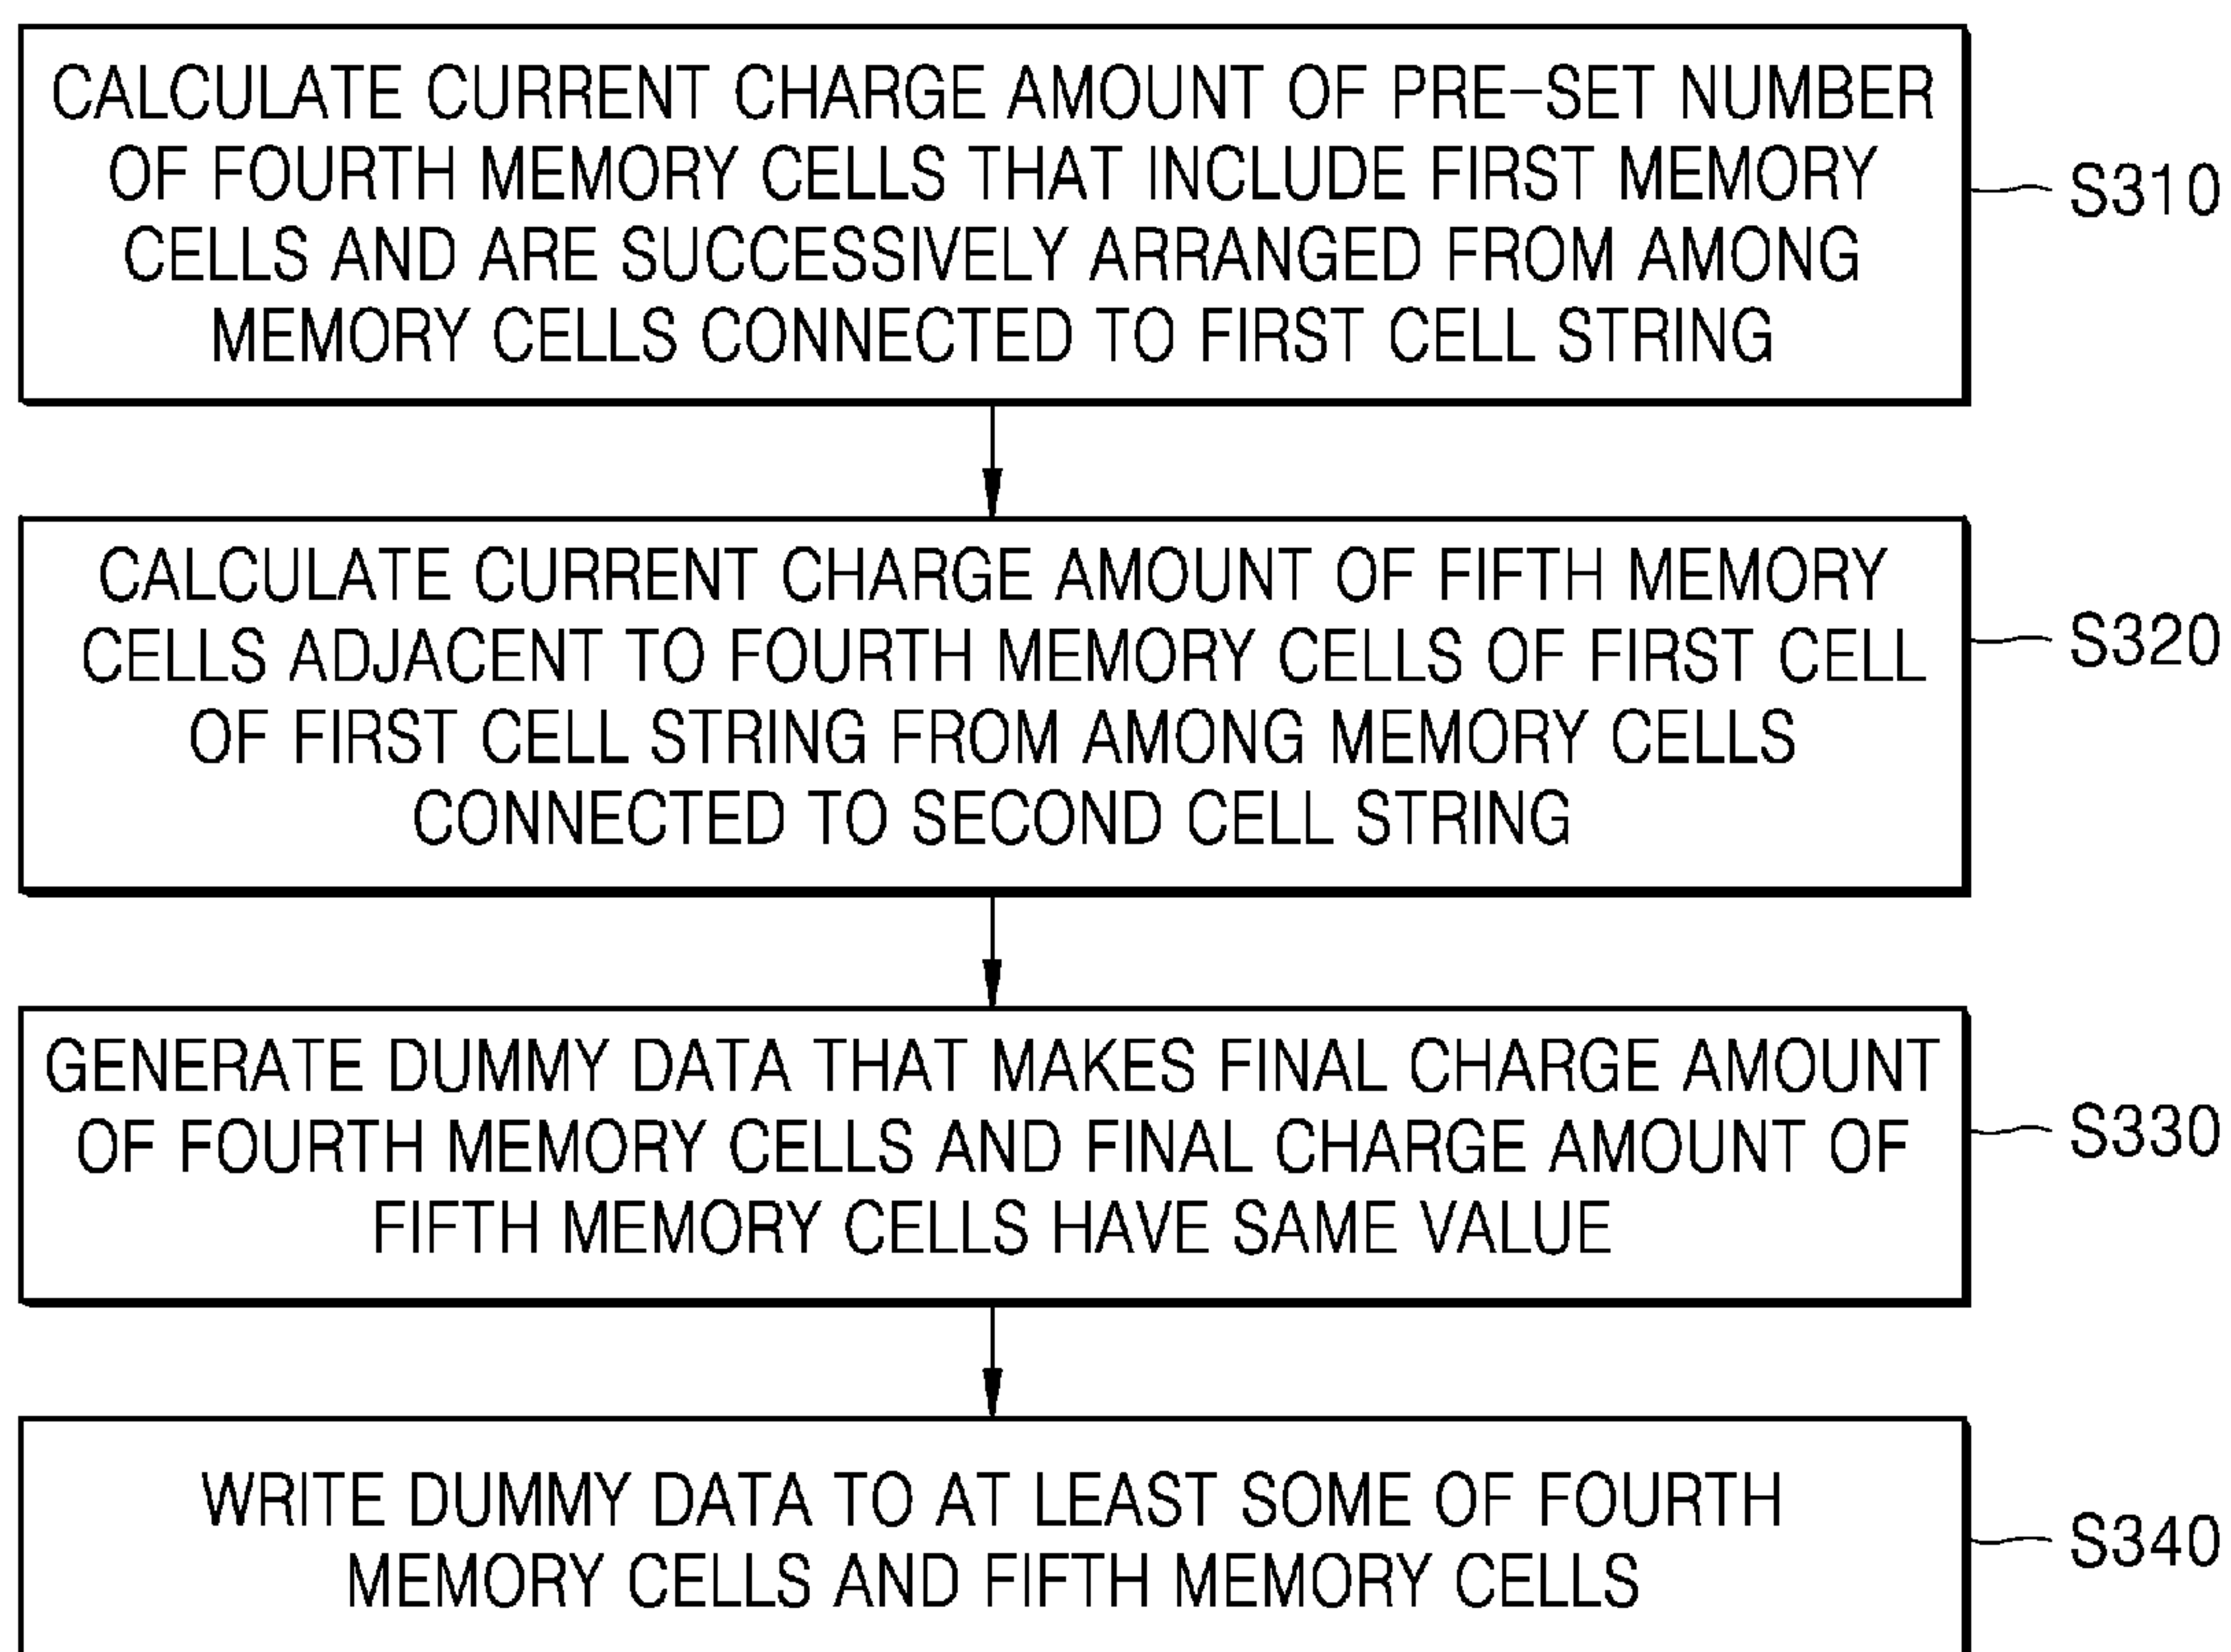 CALCULATE CURRENT CHARGE AMOUNT OF PRE-SET NUMBER
OF FOURTH MEMORY CELLS THAT INCLUDE FIRST MEMORY
CELLS AND ARE SUCCESSIVELY ARRANGED FROM AMONG
MEMORY CELLS CONNECTED TO FIRST CELL STRING
S310
CALCULATE CURRENT CHARGE AMOUNT OF FIFTH MEMORY
CELLS ADJACENT TO FOURTH MEMORY CELLS OF FIRST CELL
OF FIRST CELL STRING FROM AMONG MEMORY CELLS
CONNECTED TO SECOND CELL STRING
S320
GENERATE DUMMY DATA THAT MAKES FINAL CHARGE AMOUNT
OF FOURTH MEMORY CELLS AND FINAL CHARGE AMOUNT OF
FIFTH MEMORY CELLS HAVE SAME VALUE
S330
WRITE DUMMY DATA TO AT LEAST SOME OF FOURTH
MEMORY CELLS AND FIFTH MEMORY CELLS
S340